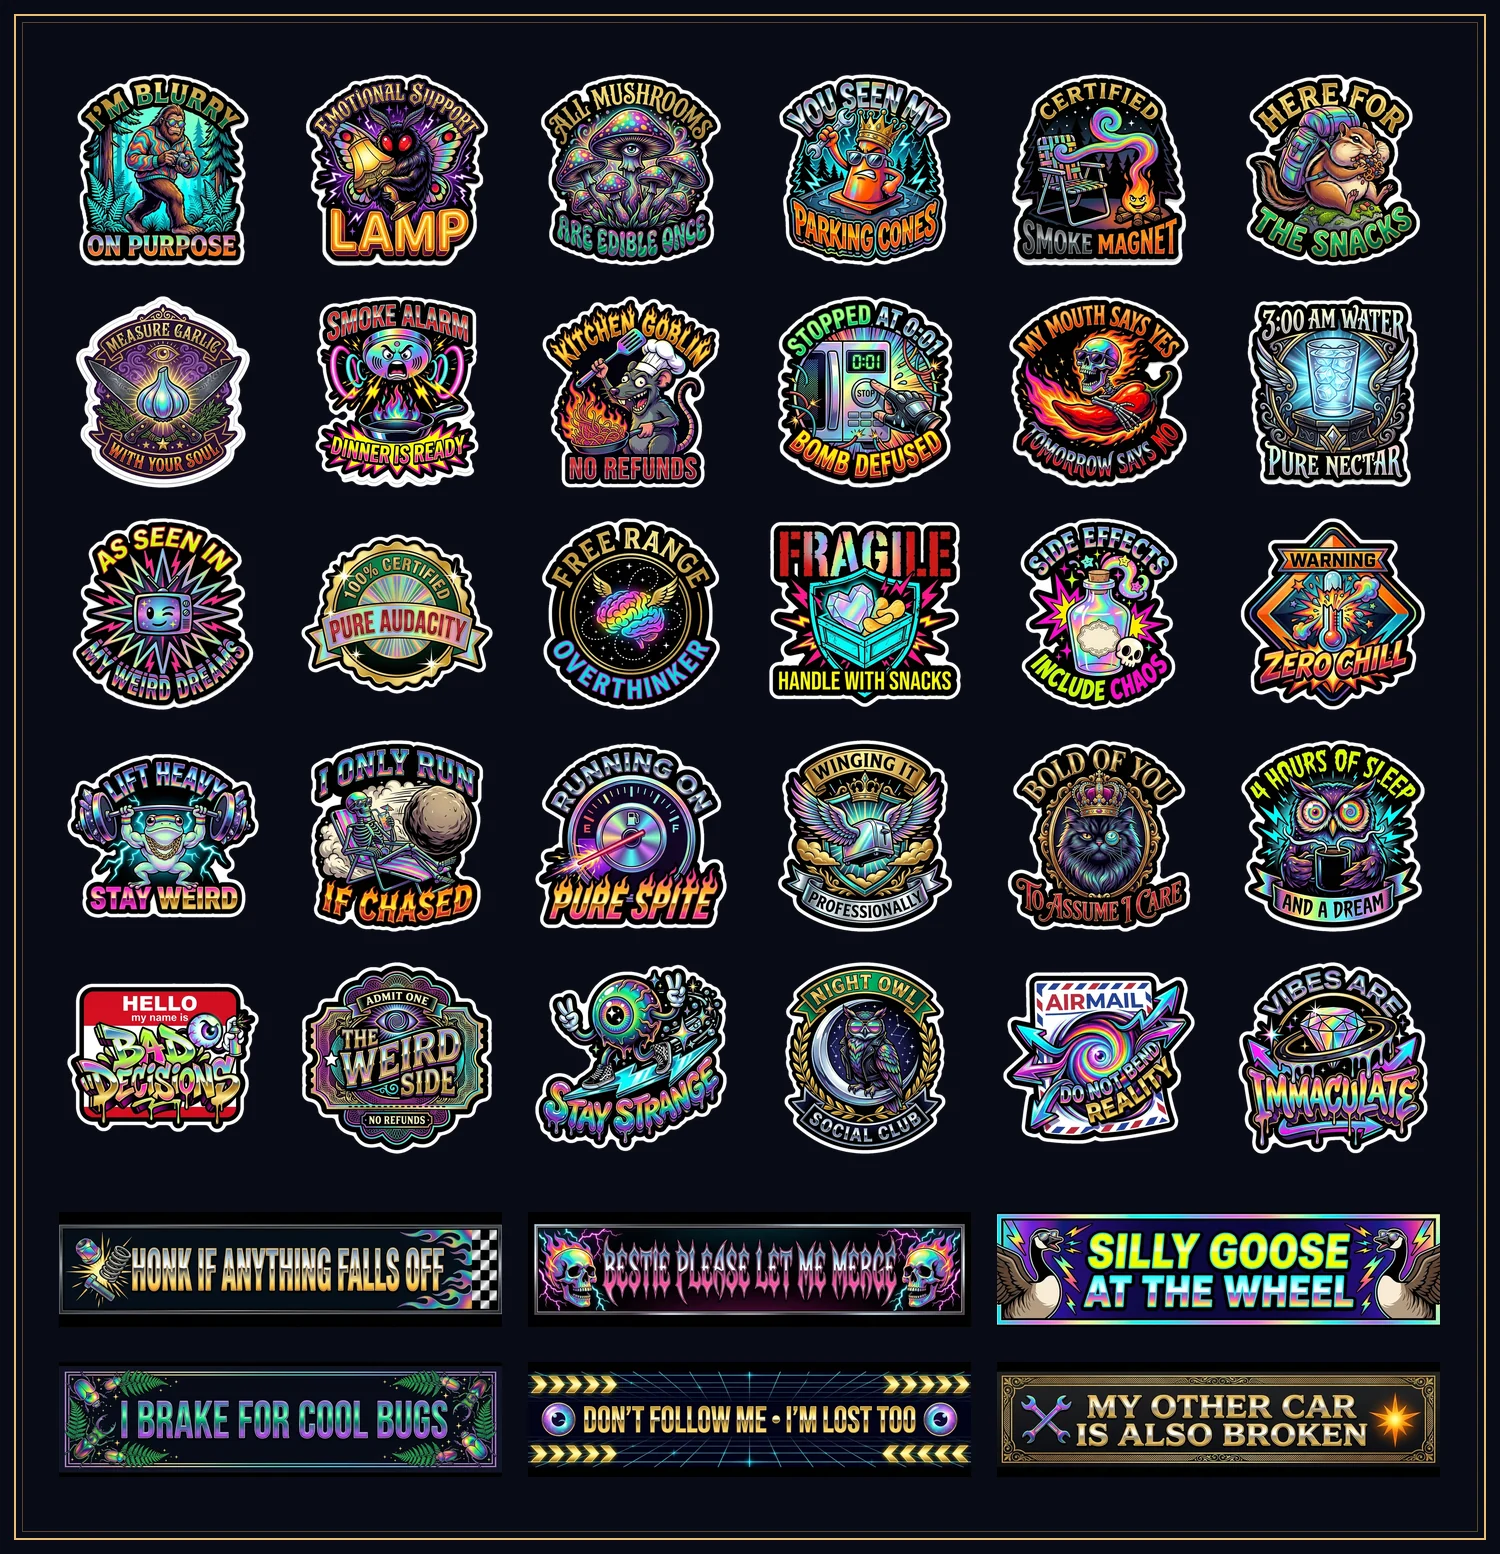 I'M BLURRY
ON PURPOSE
EMOTIONAL SUPPORT
LAMP
ALL MUSHROOMS
ARE EDIBLE ONCE
YOU SEEN MY
PARKING CONES
CERTIFIED
SMOKE MAGNET
HERE FOR
THE SNACKS
MEASURE GARLIC
WITH YOUR SOUL
SMOKE ALARM
DINNER IS READY
KITCHEN GOBLIN
NO REFUNDS
STOPPED AT 0:01
0:01
STOP
BOMB DEFUSED
MY MOUTH SAYS YES
TOMORROW SAYS NO
3:00 AM WATER
PURE NECTAR
AS SEEN IN
MY WEIRD DREAMS
100% CERTIFIED
PURE AUDACITY
FREE RANGE
OVERTHINKER
FRAGILE
HANDLE WITH SNACKS
SIDE EFFECTS
INCLUDE CHAOS
WARNING
ZERO CHILL
LIFT HEAVY
STAY WEIRD
I ONLY RUN
IF CHASED
RUNNING ON
E F
PURE SPITE
WINGING IT
PROFESSIONALLY
BOLD OF YOU
TO ASSUME I CARE
4 HOURS OF SLEEP
AND A DREAM
HELLO
my name is
BAD
DECISIONS
ADMIT ONE
THE
WEIRD
SIDE
NO REFUNDS
STAY STRANGE
NIGHT OWL
SOCIAL CLUB
AIRMAIL
DO NOT BEND
REALITY
VIBES ARE
IMMACULATE
HONK IF ANYTHING FALLS OFF
BESTIE PLEASE LET ME MERGE
SILLY GOOSE
AT THE WHEEL
I BRAKE FOR COOL BUGS
DON'T FOLLOW ME • I'M LOST TOO
MY OTHER CAR
IS ALSO BROKEN